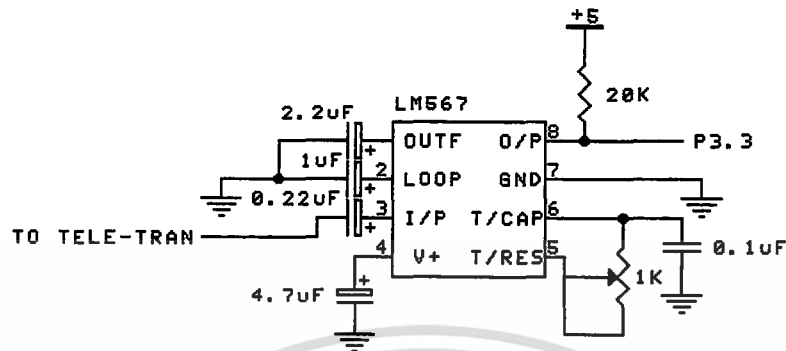 +5
20K
LM567
2.2uF
OUTF O/P 8 P3.3
1uF
2 LOOP GND 7
0.22uF
TO TELE-TRAN 3 I/P T/CAP 6
0.1uF
4 V+ T/RES 5
1K
4.7uF
+
+
+
+